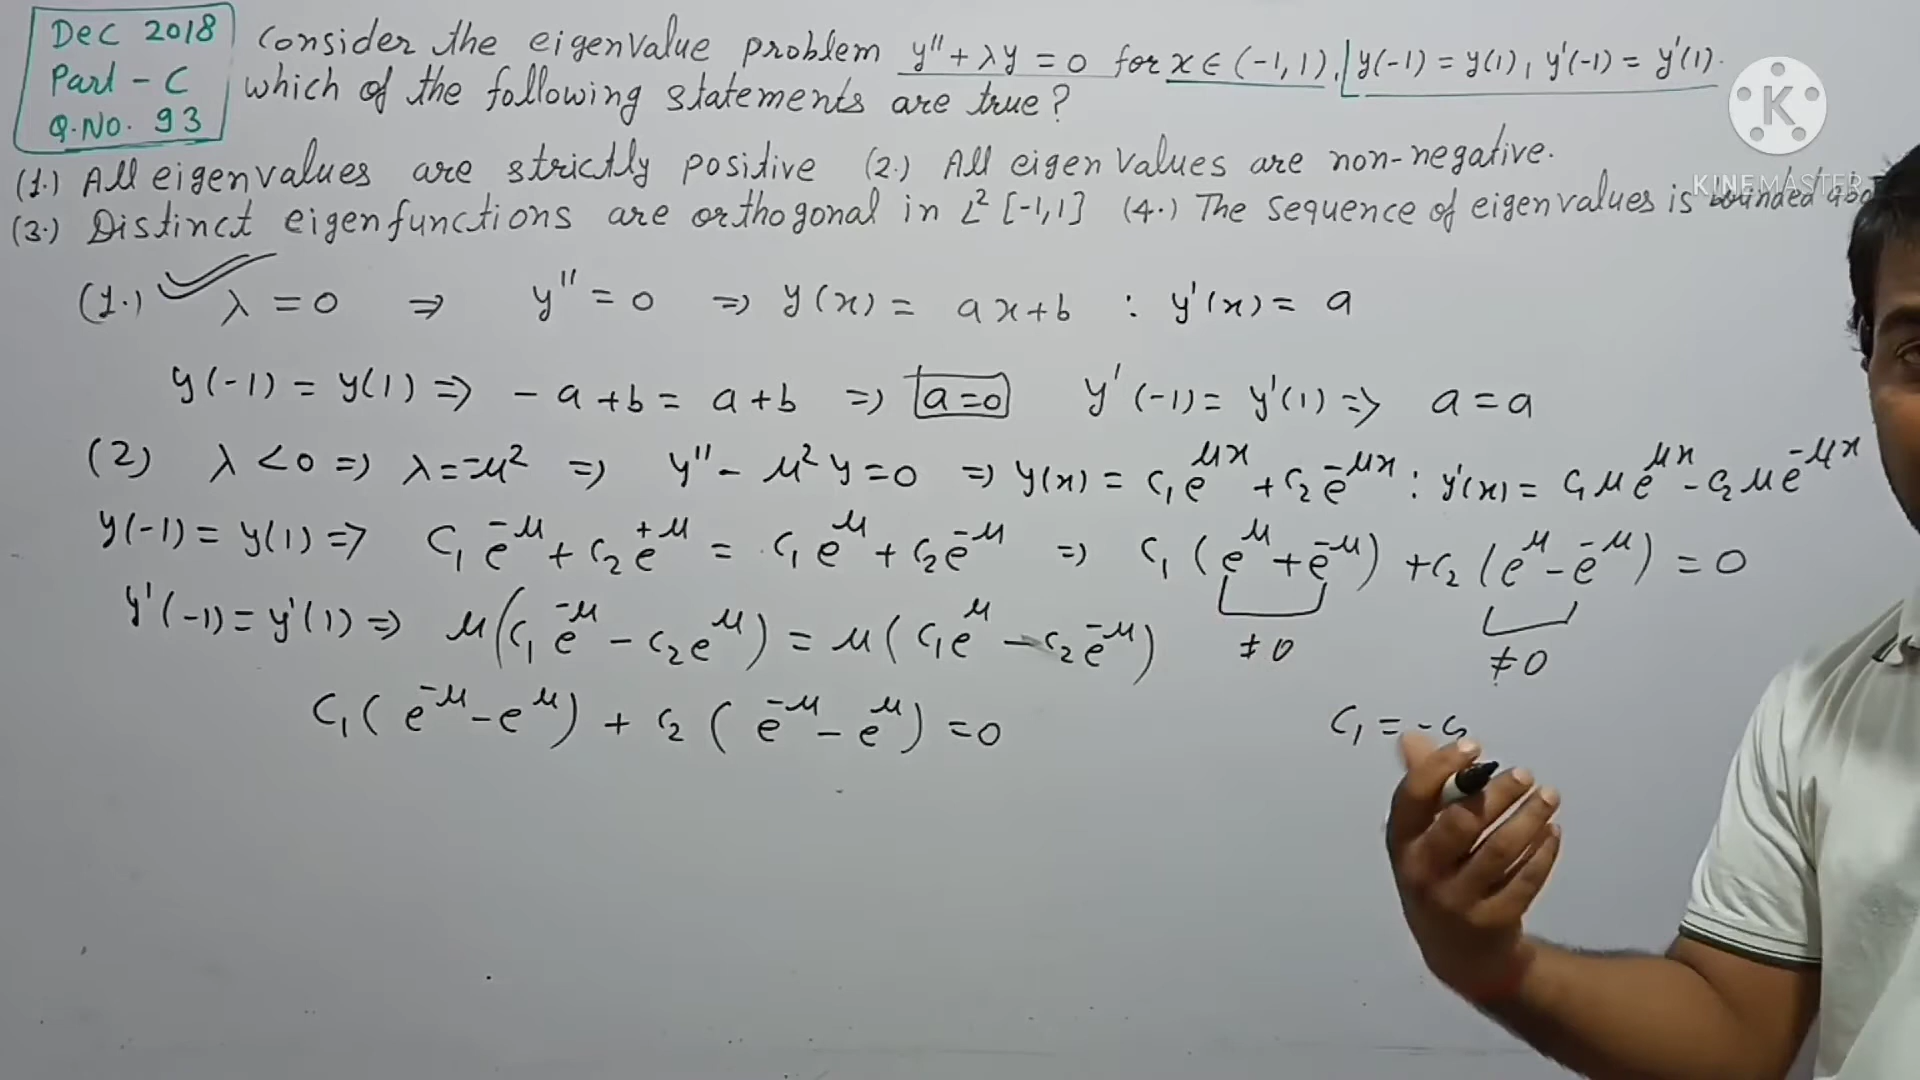 Dec 2018
Part - C
Q.No. 93
Consider the eigenvalue problem y'' + λy = 0 for x ∈ (-1, 1), y(-1) = y(1), y'(-1) = y'(1).
which of the following statements are true?
K
KINEMASTER
(1.) All eigenvalues are strictly positive (2.) All eigen values are non-negative.
(3.) Distinct eigenfunctions are orthogonal in L² [-1,1] (4.) The sequence of eigenvalues is bounded
(1.) λ = 0 ⇒ y'' = 0 ⇒ y(x) = ax+b : y'(x) = a
y(-1) = y(1) ⇒ -a+b = a+b ⇒ a=0 y'(-1) = y'(1) ⇒ a = a
(2) λ < 0 ⇒ λ = -μ² ⇒ y'' - μ²y = 0 ⇒ y(x) = c₁e^μx + c₂e^-μx : y'(x) = c₁μe^μx - c₂μe^-μx
y(-1) = y(1) ⇒ c₁e^-μ + c₂e^+μ = c₁e^μ + c₂e^-μ ⇒ c₁(e^μ + e^-μ) + c₂(e^μ - e^-μ) = 0
≠ 0 ≠ 0
y'(-1) = y'(1) ⇒ μ(c₁e^-μ - c₂e^μ) = μ(c₁e^μ - c₂e^-μ)
c₁(e^-μ - e^μ) + c₂(e^-μ - e^μ) = 0
c₁ = -c